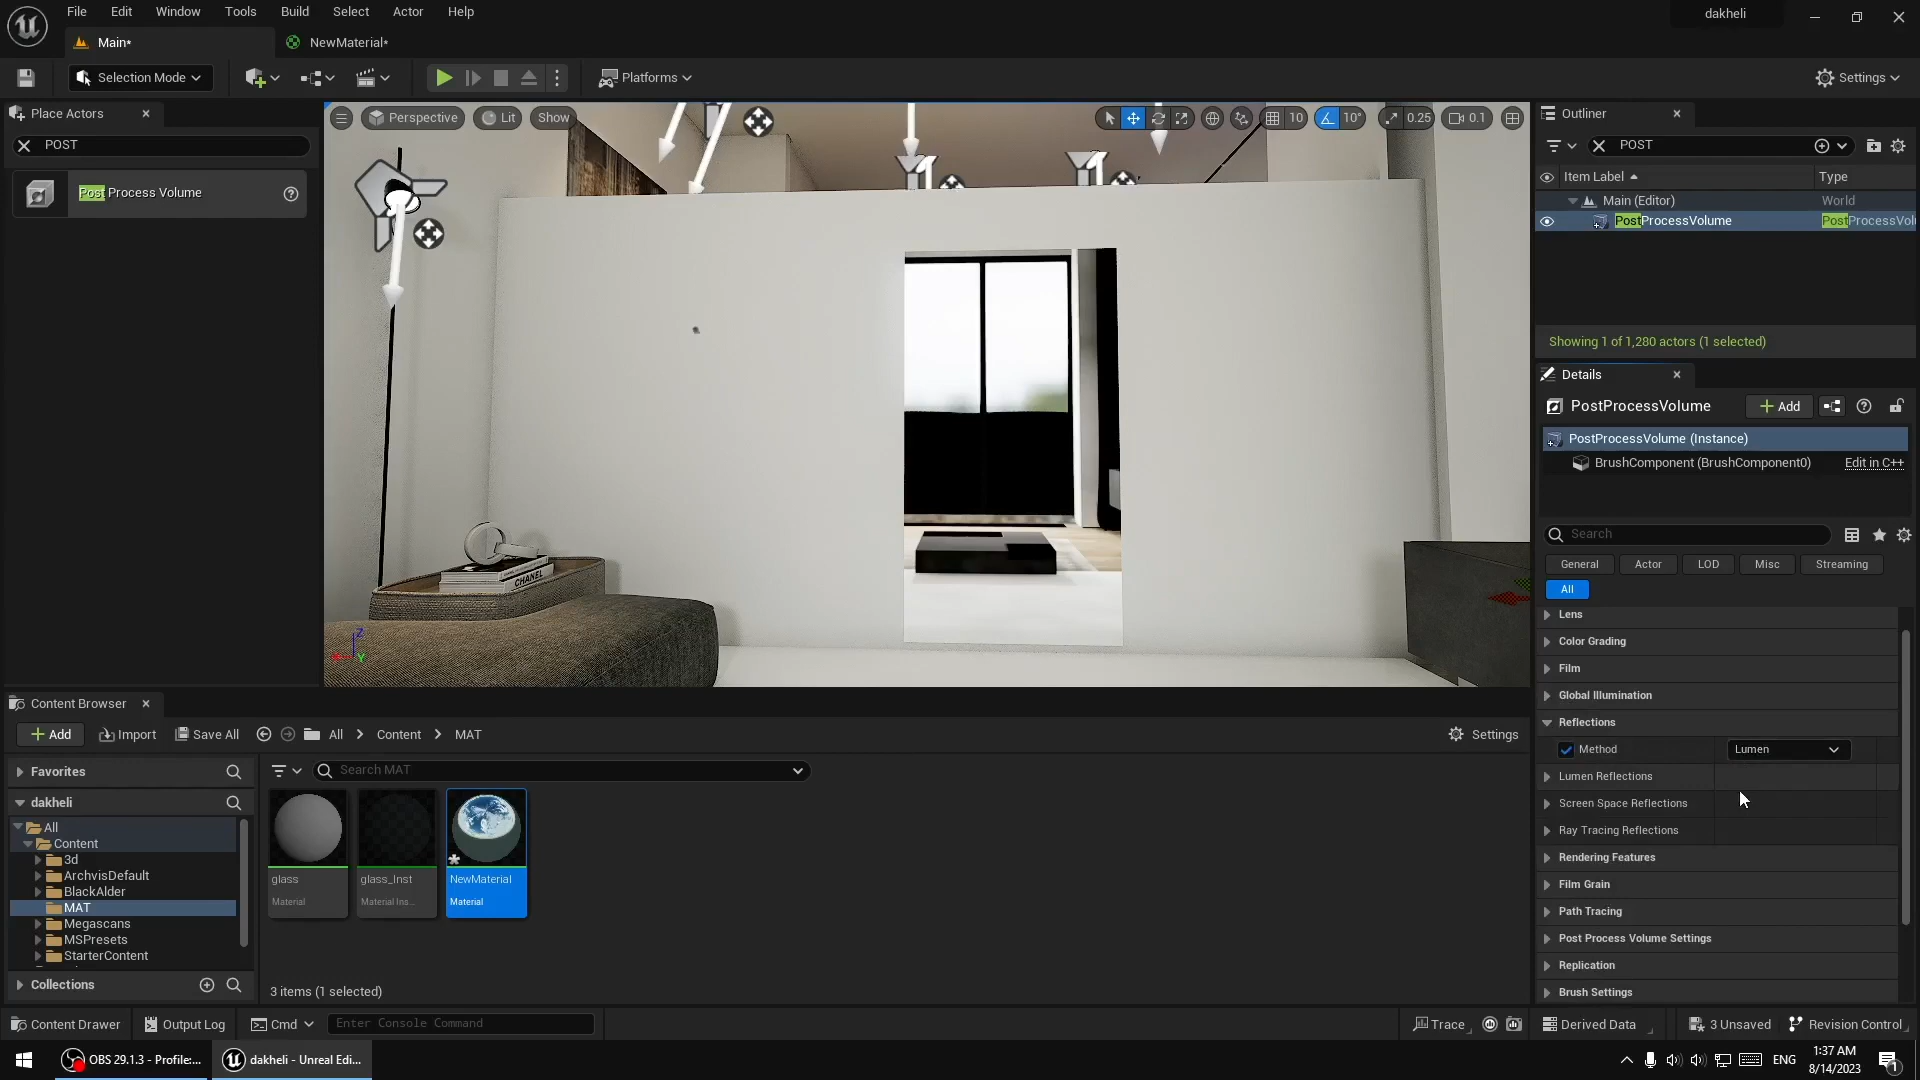 File Edit Window Tools Build Select Actor Help
dakheli
Main*
NewMaterial*
Selection Mode
Platforms
Settings
Place Actors
POST
Post Process Volume
Perspective
Lit
Show
10
10°
0.25
0.1
CHANEL
Z
Y
Outliner
POST
Item Label
Type
Main (Editor)
World
PostProcessVolume
PostProcessVol
Showing 1 of 1,280 actors (1 selected)
Details
PostProcessVolume
Add
PostProcessVolume (Instance)
BrushComponent (BrushComponent0)
Edit in C++
Search
General
Actor
LOD
Misc
Streaming
All
Lens
Color Grading
Film
Global Illumination
Reflections
Method
Lumen
Lumen Reflections
Screen Space Reflections
Ray Tracing Reflections
Rendering Features
Film Grain
Path Tracing
Post Process Volume Settings
Replication
Brush Settings
Content Browser
Add
Import
Save All
All
Content
MAT
Settings
Favorites
dakheli
All
Content
3d
ArchvisDefault
BlackAlder
MAT
Megascans
MSPresets
StarterContent
Collections
Search MAT
glass
Material
glass_Inst
Material Ins...
NewMaterial
Material
3 items (1 selected)
Content Drawer
Output Log
Cmd
Enter Console Command
Trace
Derived Data
3 Unsaved
Revision Control
OBS 29.1.3 - Profile:...
dakheli - Unreal Edi...
ENG
1:37 AM
8/14/2023
1